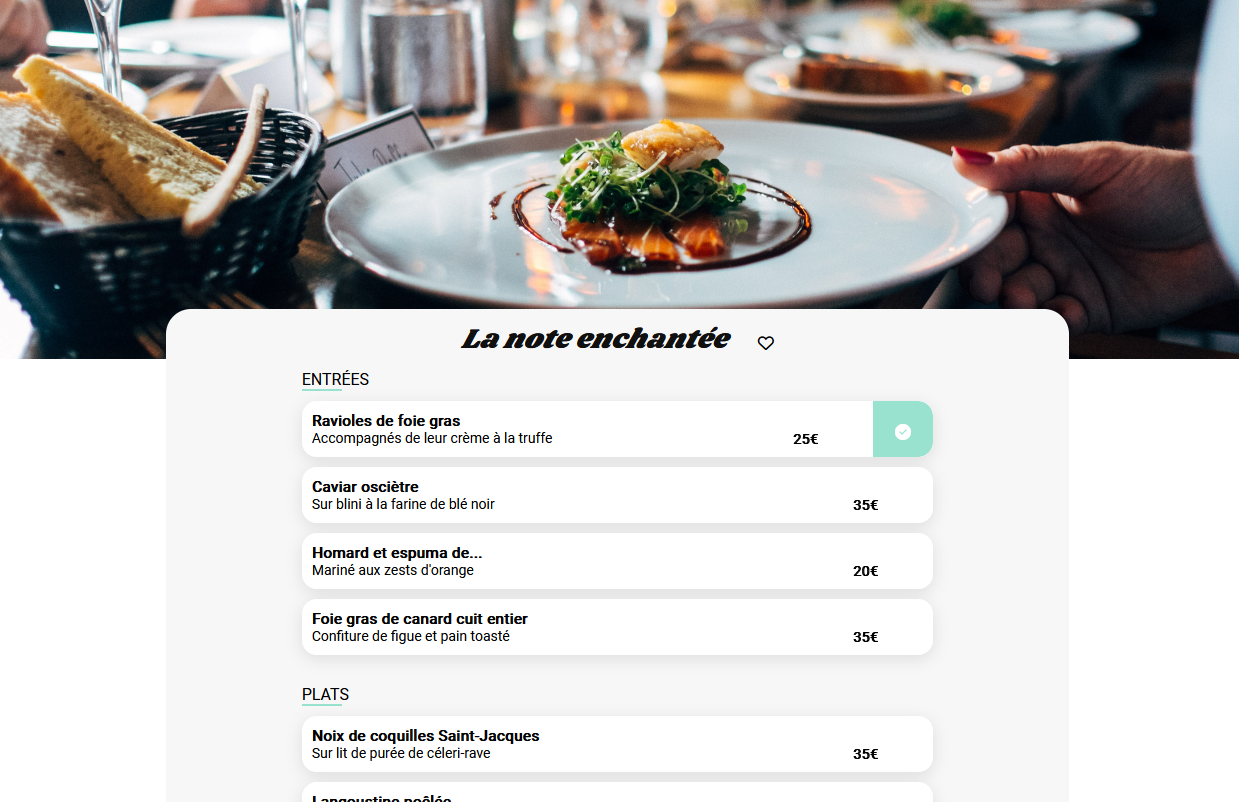 La note enchantée
ENTRÉES
Ravioles de foie gras
Accompagnés de leur crème à la truffe
25€
Caviar osciètre
Sur blini à la farine de blé noir
35€
Homard et espuma de...
Mariné aux zests d'orange
20€
Foie gras de canard cuit entier
Confiture de figue et pain toasté
35€
PLATS
Noix de coquilles Saint-Jacques
Sur lit de purée de céleri-rave
35€
Langoustine poêlée